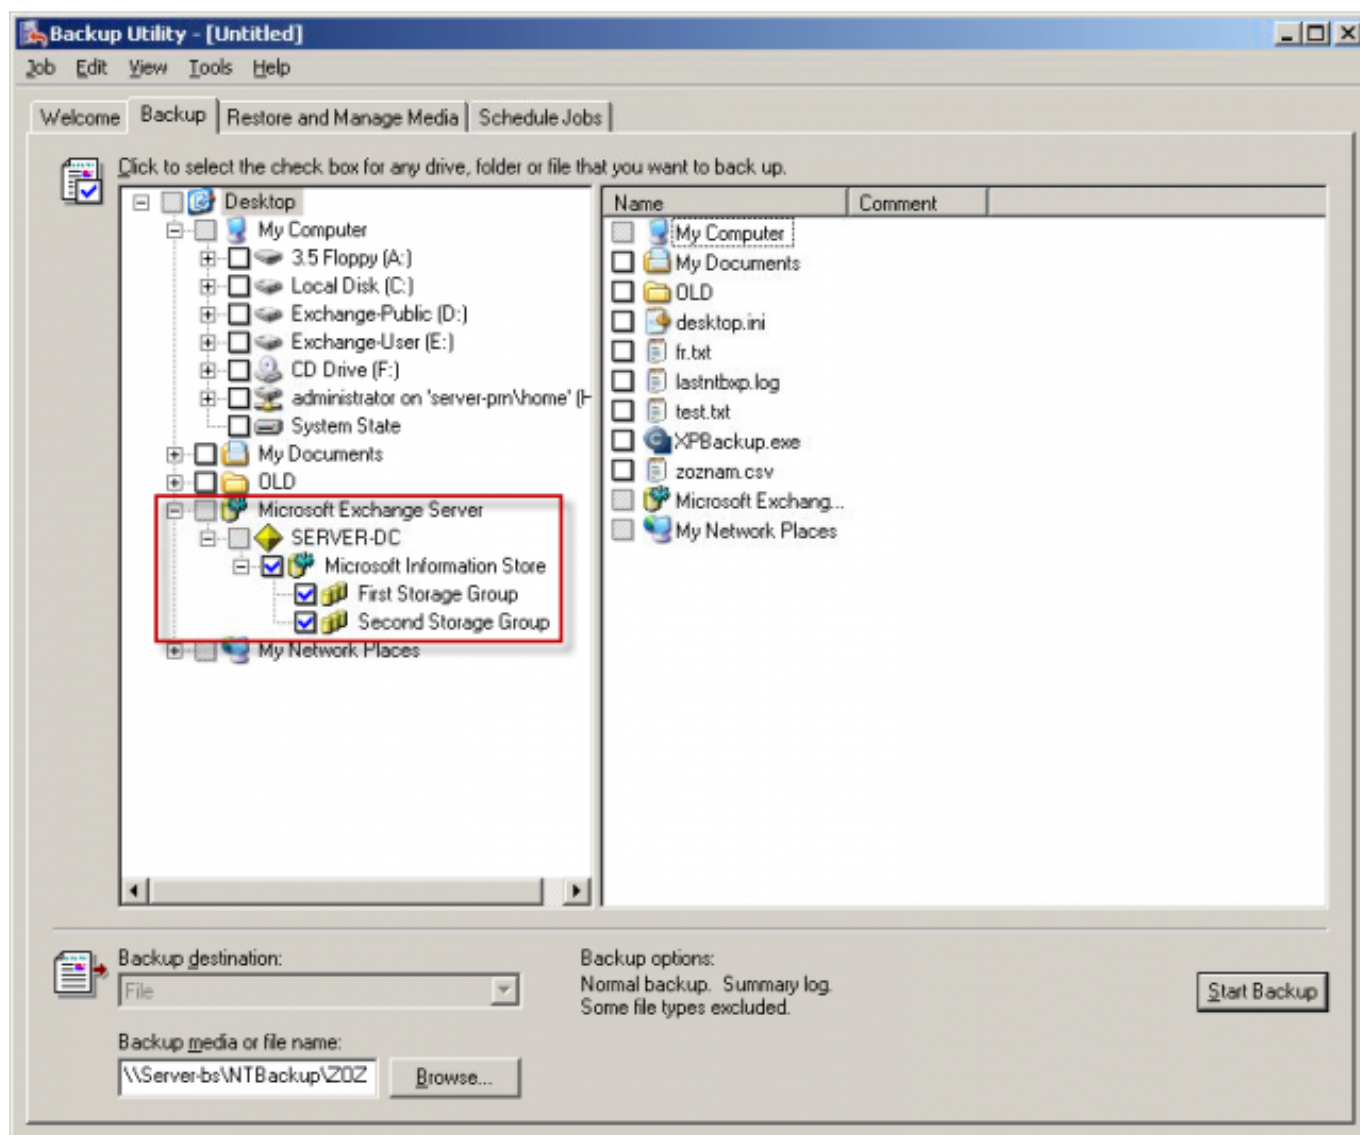 Backup Utility - [Untitled]
Job Edit View Tools Help
Welcome Backup Restore and Manage Media Schedule Jobs
Click to select the check box for any drive, folder or file that you want to back up.
Desktop
My Computer
3.5 Floppy (A:)
Local Disk (C:)
Exchange-Public (D:)
Exchange-User (E:)
CD Drive (F:)
administrator on 'server-prn\home' (H
System State
My Documents
OLD
Microsoft Exchange Server
SERVER-DC
Microsoft Information Store
First Storage Group
Second Storage Group
My Network Places
Name Comment
My Computer
My Documents
OLD
desktop.ini
fr.txt
lastntbxp.log
test.txt
XPBackup.exe
zoznam.csv
Microsoft Exchang...
My Network Places
Backup destination:
File
Backup media or file name:
\\Server-bs\NTBackup\ZOZ
Browse...
Backup options:
Normal backup. Summary log.
Some file types excluded.
Start Backup